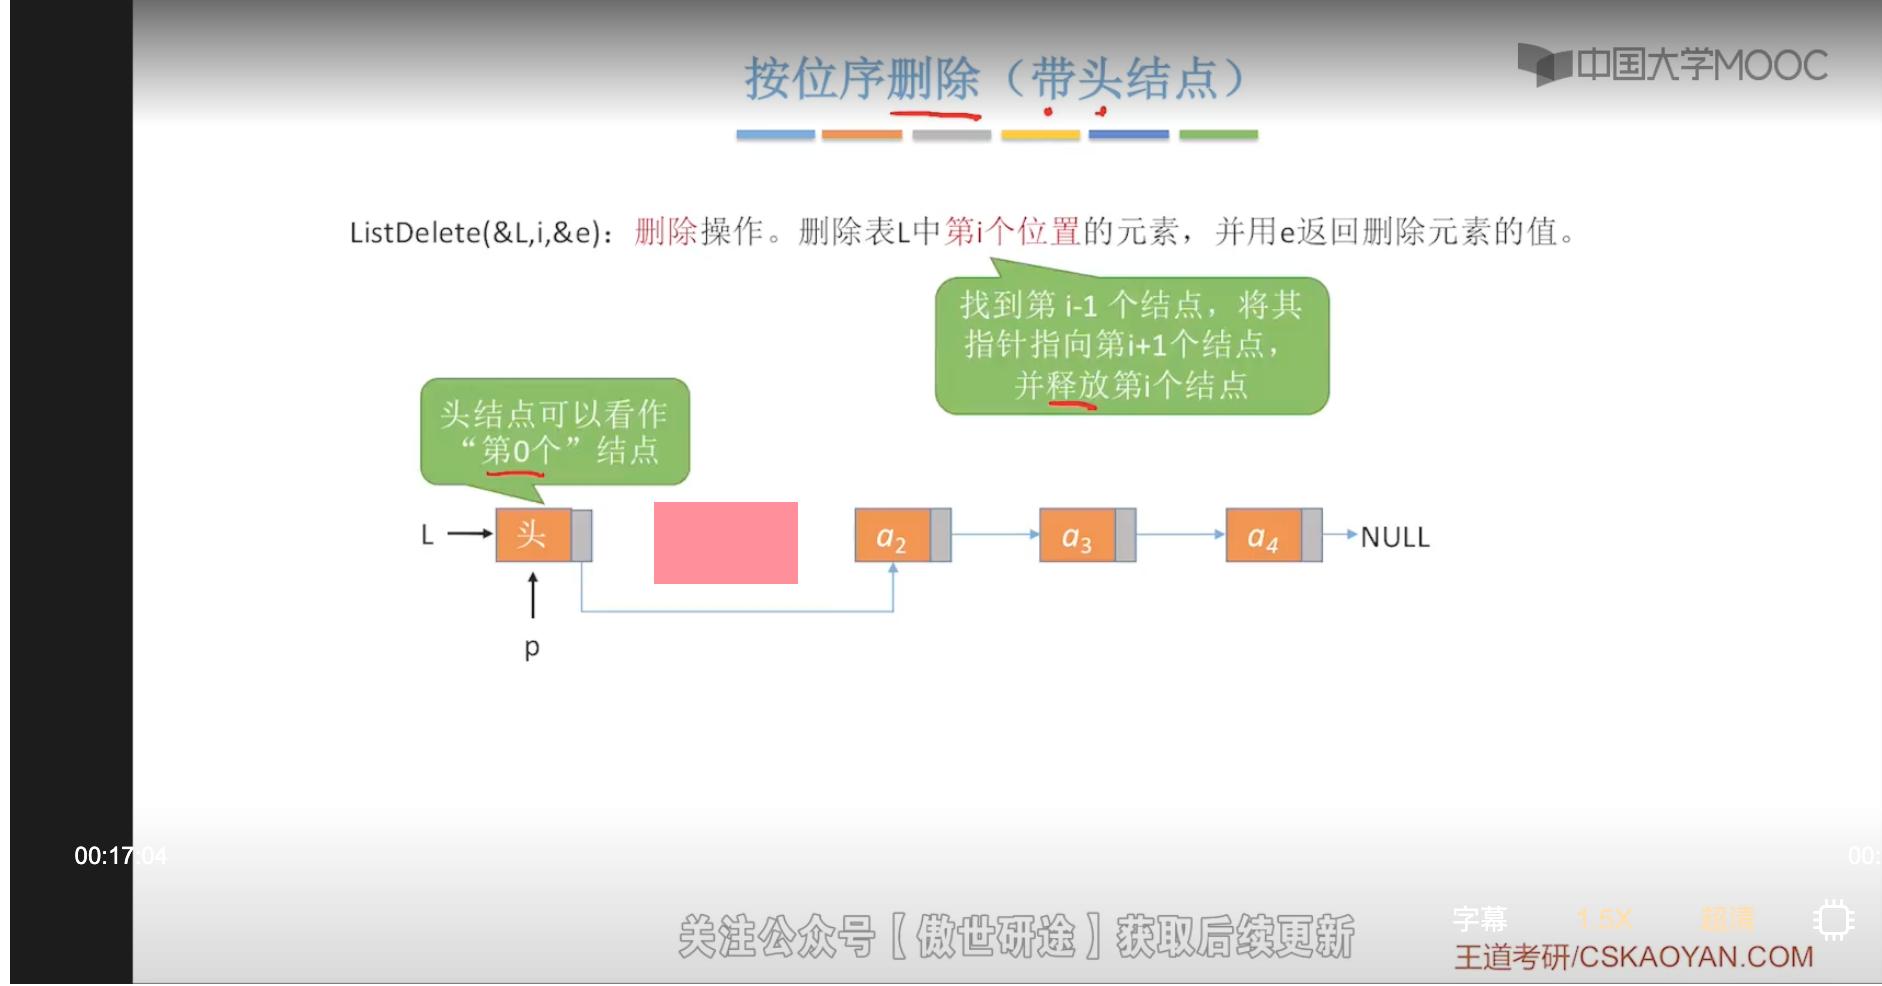 中国大学MOOC
按位序删除（带头结点）
ListDelete(&L,i,&e)：删除操作。删除表L中第i个位置的元素，并用e返回删除元素的值。
找到第 i-1 个结点，将其
指针指向第i+1个结点，
并释放第i个结点
头结点可以看作
“第0个”结点
L 头 a2 a3 a4 NULL
p
00:17:04 00:
字幕 1.5X 超清
关注公众号【傲世研途】获取后续更新
王道考研/CSKAOYAN.COM